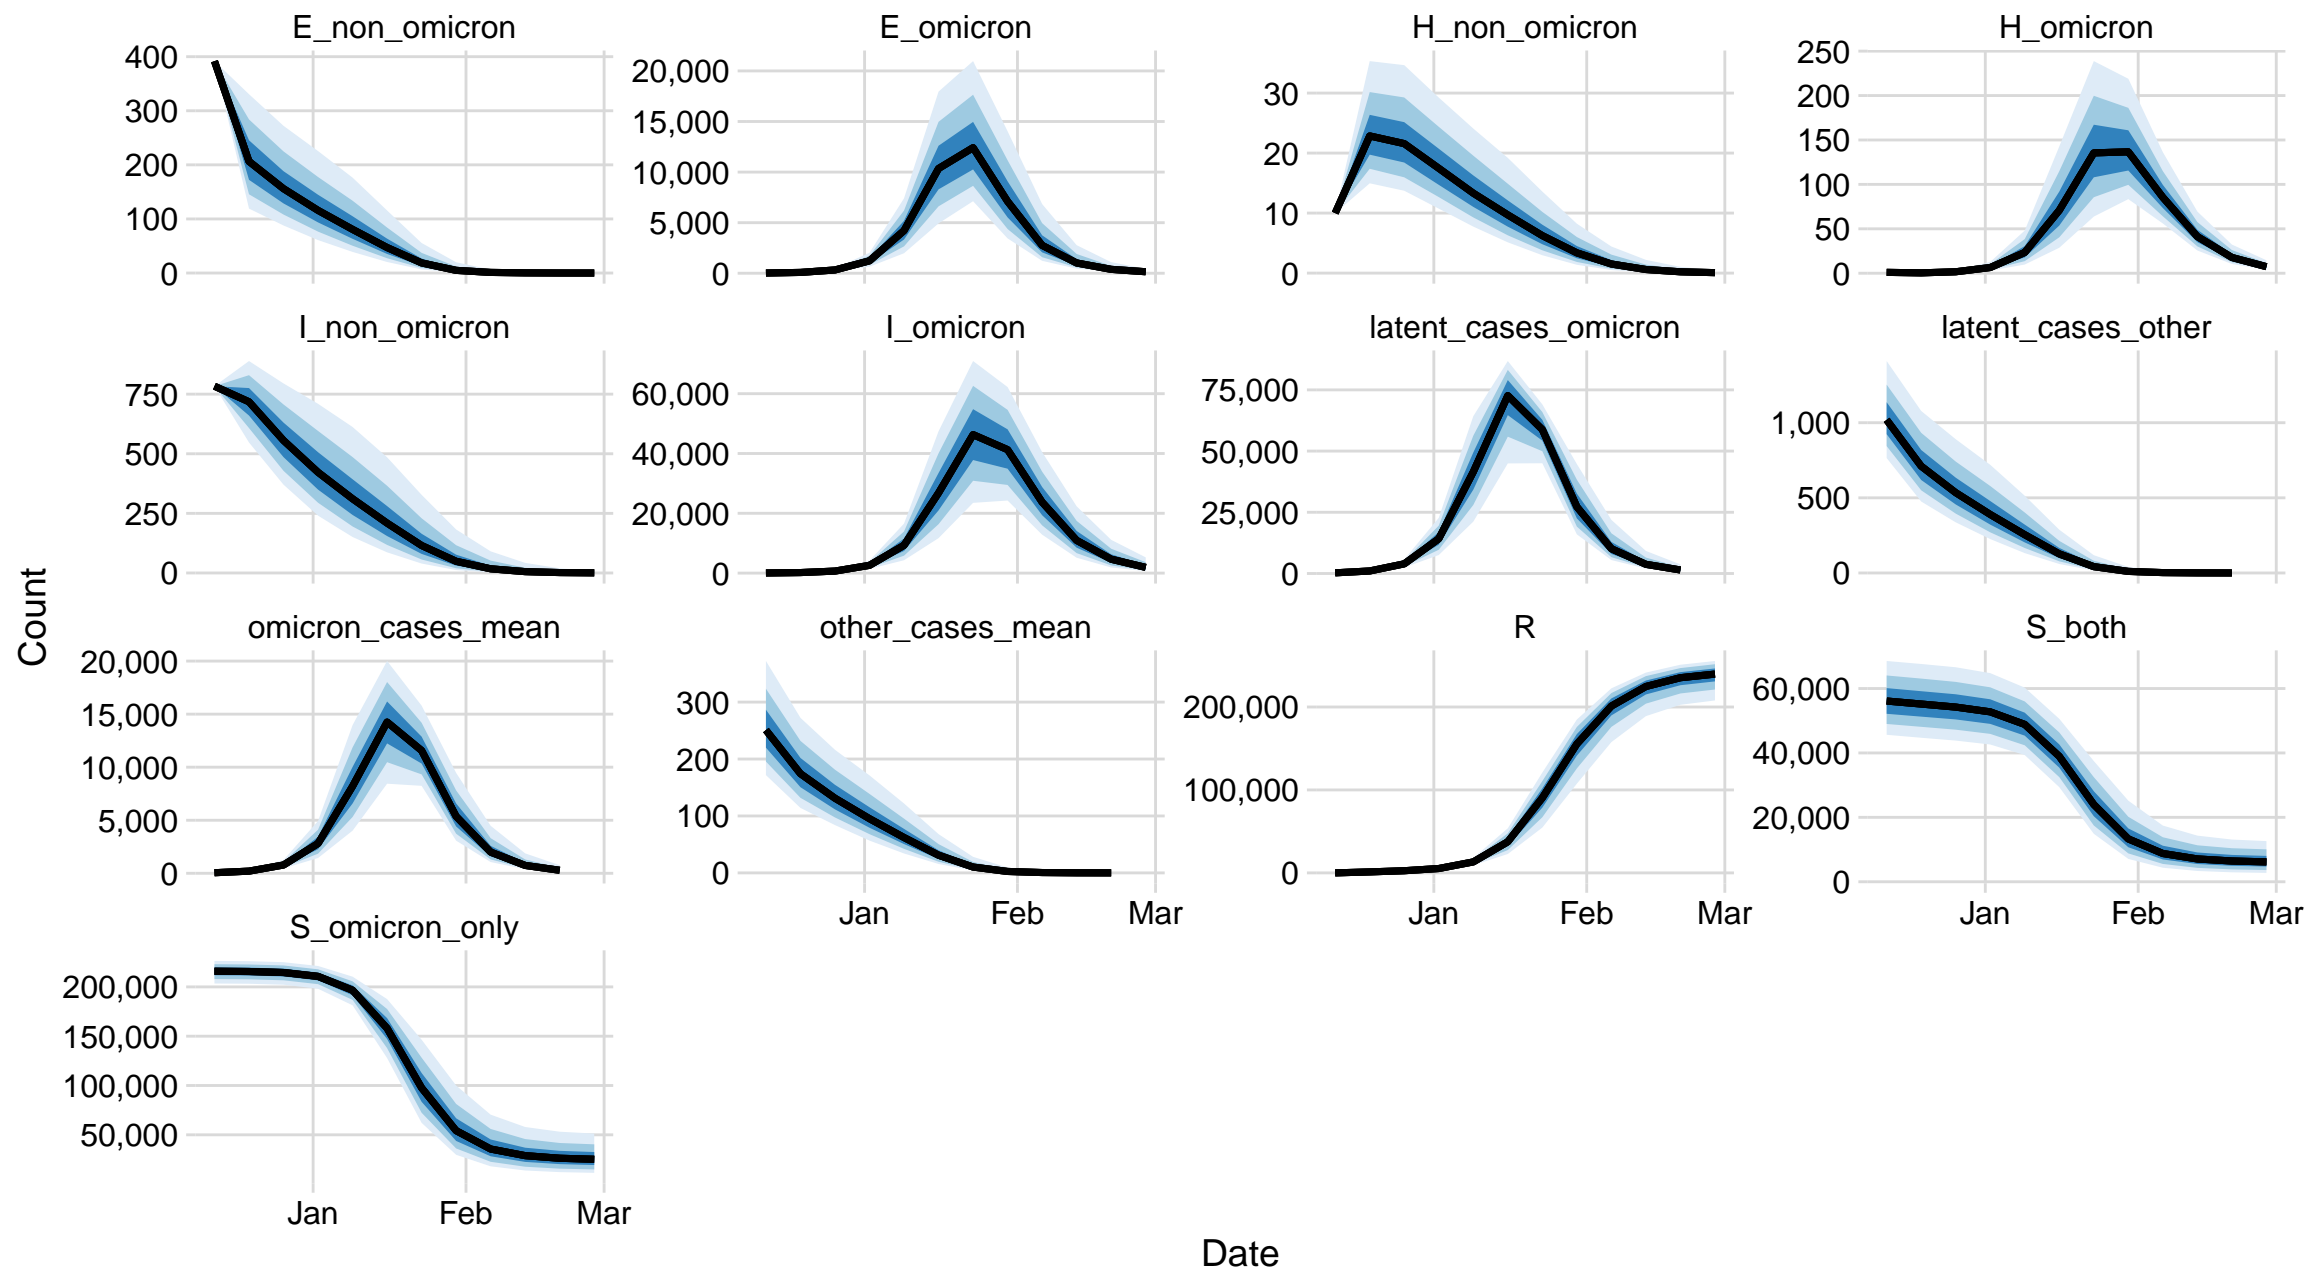 E_non_omicron
400
300
200
100
0
E_omicron
20,000
15,000
10,000
5,000
0
H_non_omicron
30
20
10
0
H_omicron
250
200
150
100
50
0
I_non_omicron
750
500
250
0
I_omicron
60,000
40,000
20,000
0
latent_cases_omicron
75,000
50,000
25,000
0
latent_cases_other
1,000
500
0
omicron_cases_mean
20,000
15,000
10,000
5,000
0
other_cases_mean
300
200
100
0
Jan Feb Mar
R
200,000
100,000
0
Jan Feb Mar
S_both
60,000
40,000
20,000
0
Jan Feb Mar
S_omicron_only
200,000
150,000
100,000
50,000
Jan Feb Mar
Count
Date